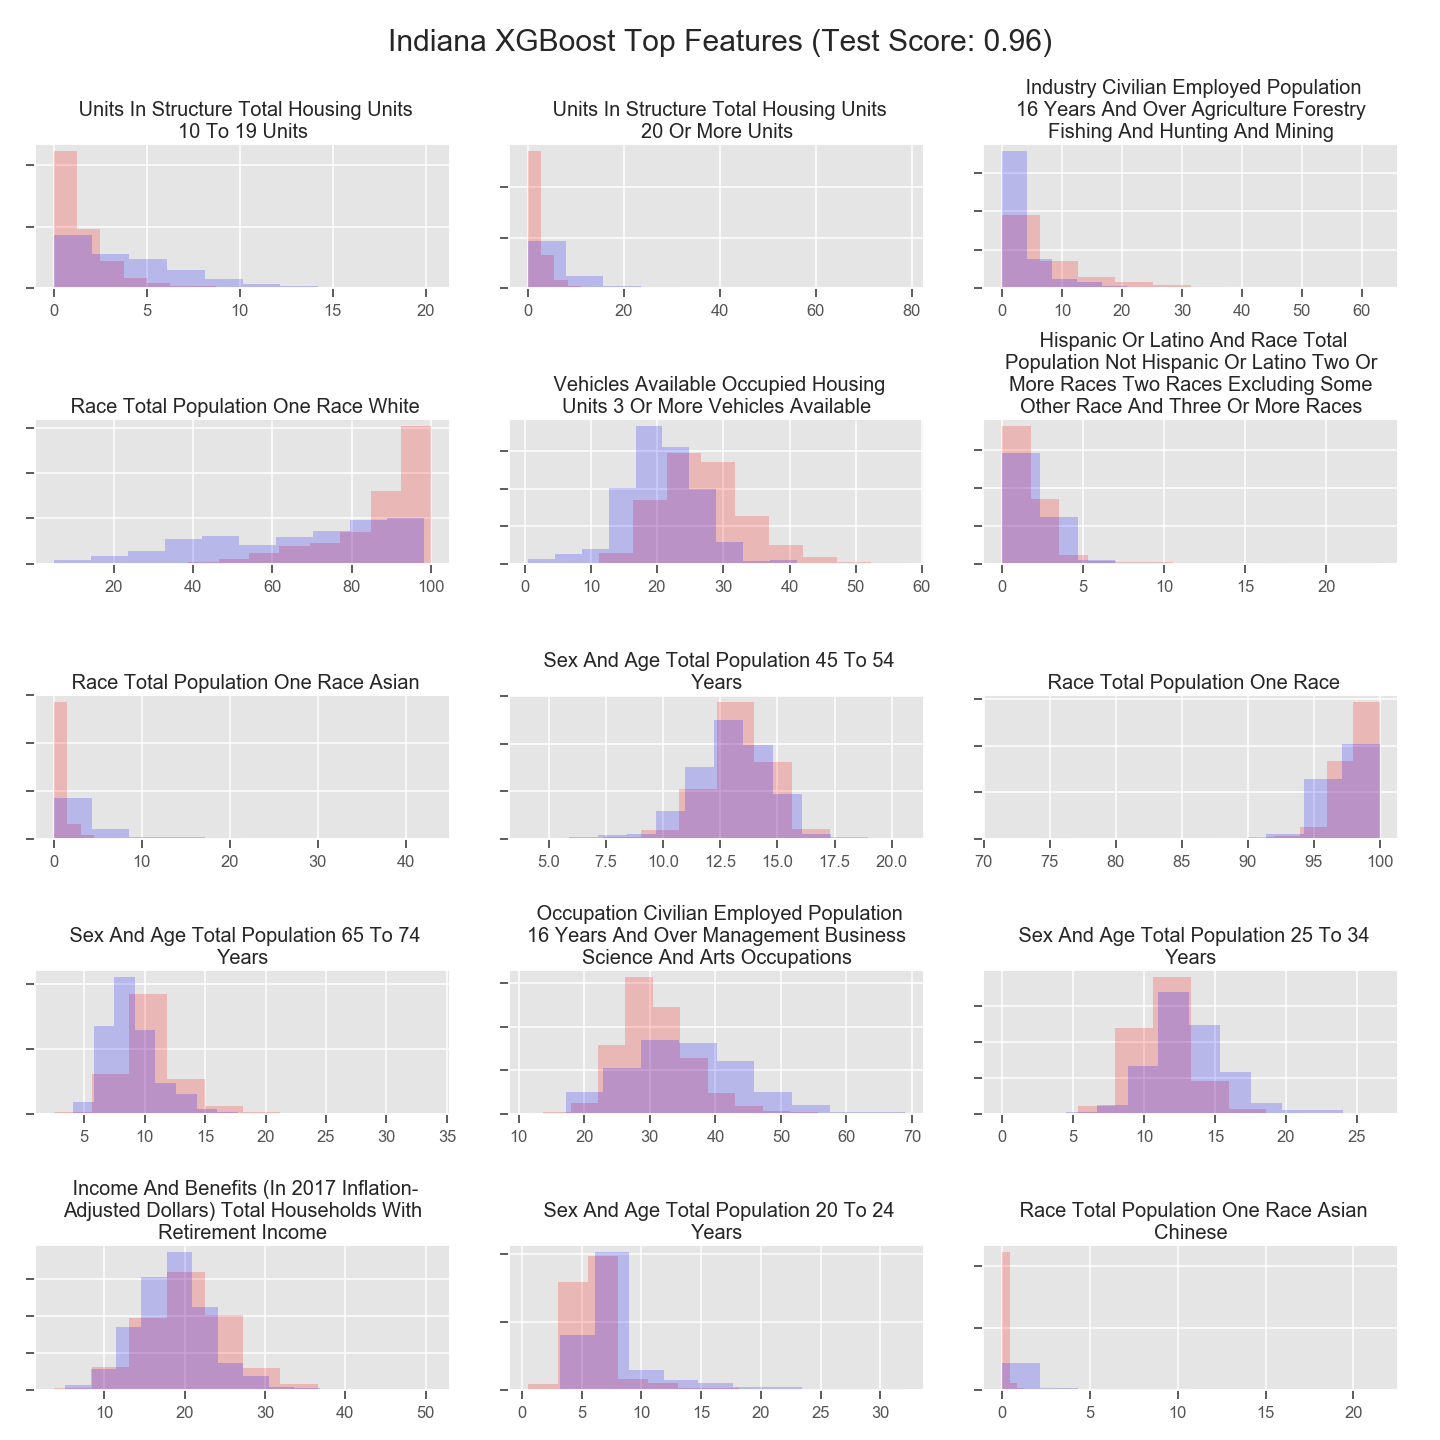 Indiana XGBoost Top Features (Test Score: 0.96)
Units In Structure Total Housing Units
10 To 19 Units
0 5 10 15 20
Units In Structure Total Housing Units
20 Or More Units
0 20 40 60 80
Industry Civilian Employed Population
16 Years And Over Agriculture Forestry
Fishing And Hunting And Mining
0 10 20 30 40 50 60
Race Total Population One Race White
20 40 60 80 100
Vehicles Available Occupied Housing
Units 3 Or More Vehicles Available
0 10 20 30 40 50 60
Hispanic Or Latino And Race Total
Population Not Hispanic Or Latino Two Or
More Races Two Races Excluding Some
Other Race And Three Or More Races
0 5 10 15 20
Race Total Population One Race Asian
0 10 20 30 40
Sex And Age Total Population 45 To 54
Years
5.0 7.5 10.0 12.5 15.0 17.5 20.0
Race Total Population One Race
70 75 80 85 90 95 100
Sex And Age Total Population 65 To 74
Years
5 10 15 20 25 30 35
Occupation Civilian Employed Population
16 Years And Over Management Business
Science And Arts Occupations
10 20 30 40 50 60 70
Sex And Age Total Population 25 To 34
Years
0 5 10 15 20 25
Income And Benefits (In 2017 Inflation-
Adjusted Dollars) Total Households With
Retirement Income
10 20 30 40 50
Sex And Age Total Population 20 To 24
Years
0 5 10 15 20 25 30
Race Total Population One Race Asian
Chinese
0 5 10 15 20